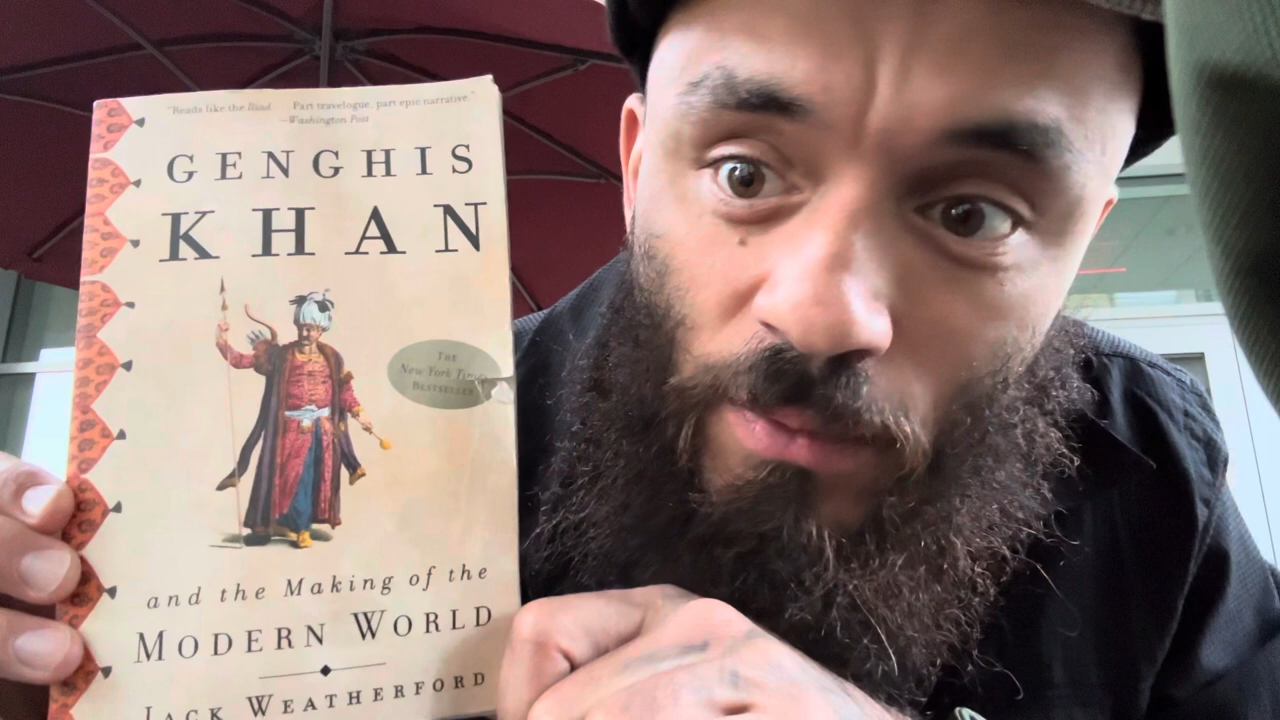 "Reads like the Iliad. . . . Part travelogue, part epic narrative."
—Washington Post
GENGHIS
KHAN
THE
New York Times
BESTSELLER
and the Making of the
MODERN WORLD
JACK WEATHERFORD